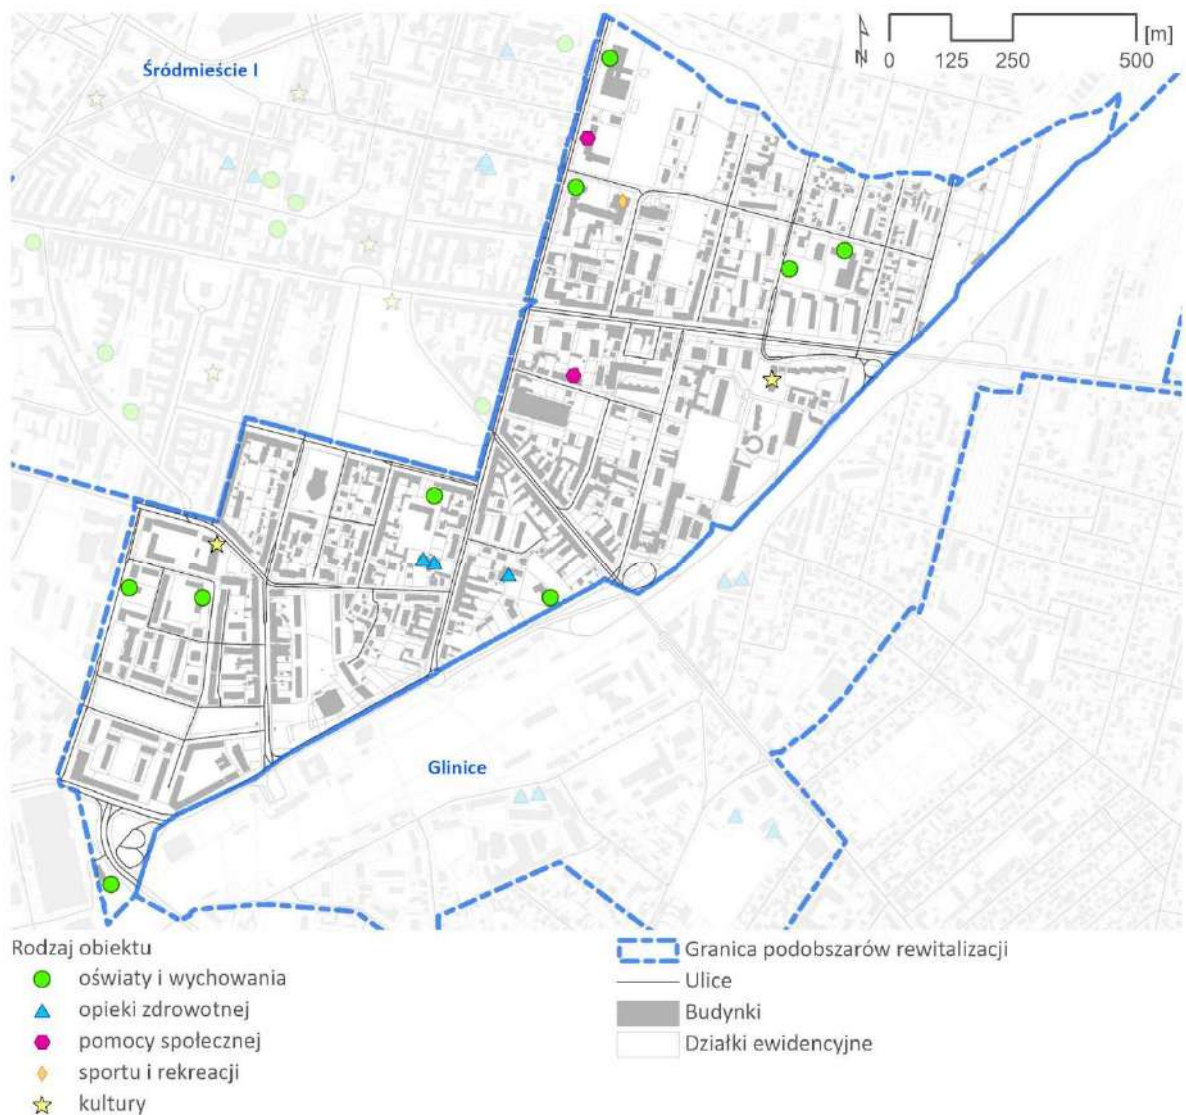 Śródmieście I
N
[m]
0 125 250 500
Glinice
Rodzaj obiektu
oświaty i wychowania
opieki zdrowotnej
pomocy społecznej
sportu i rekreacji
kultury
Granica podobszarów rewitalizacji
Ulice
Budynki
Działki ewidencyjne